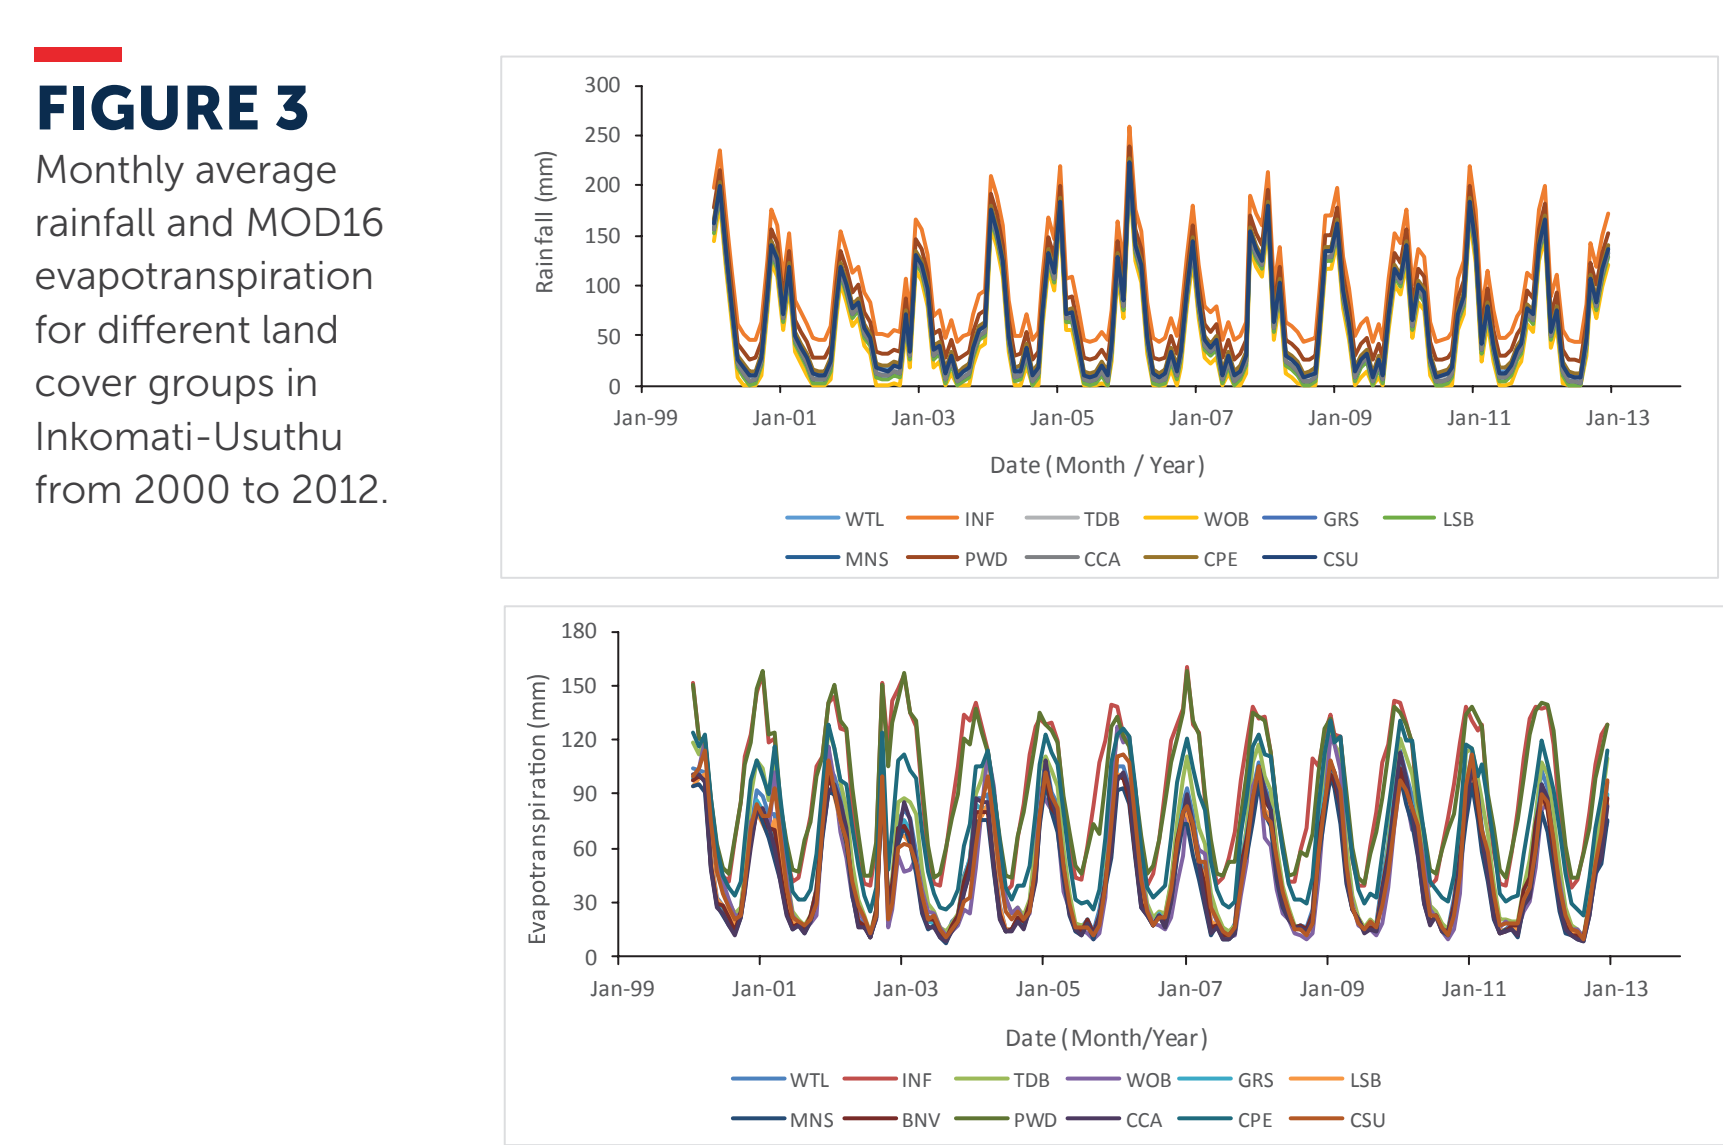 FIGURE 3
Monthly average
rainfall and MOD16
evapotranspiration
for different land
cover groups in
Inkomati-Usuthu
from 2000 to 2012.
300
250
200
150
100
50
0
Rainfall (mm)
Jan-99 Jan-01 Jan-03 Jan-05 Jan-07 Jan-09 Jan-11 Jan-13
Date (Month / Year)
WTL INF TDB WOB GRS LSB
MNS PWD CCA CPE CSU
180
150
120
90
60
30
0
Evapotranspiration (mm)
Jan-99 Jan-01 Jan-03 Jan-05 Jan-07 Jan-09 Jan-11 Jan-13
Date (Month/Year)
WTL INF TDB WOB GRS LSB
MNS BNV PWD CCA CPE CSU